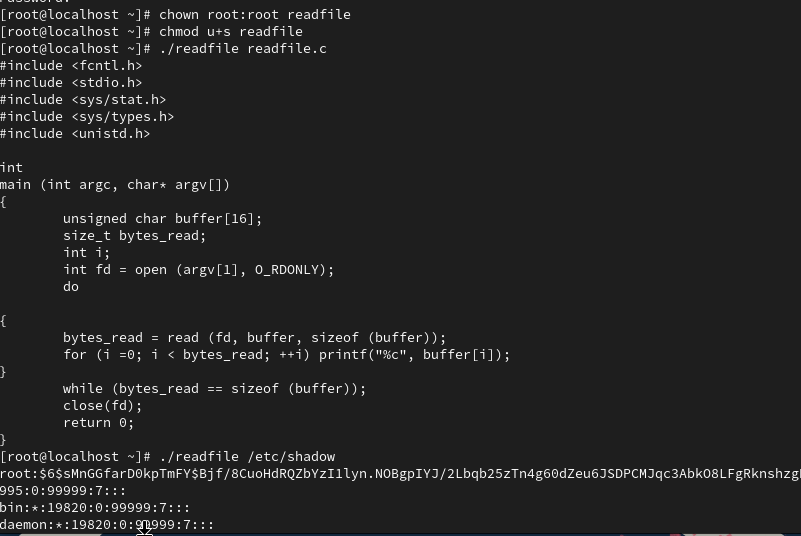 [root@localhost ~]# chown root:root readfile
[root@localhost ~]# chmod u+s readfile
[root@localhost ~]# ./readfile readfile.c
#include <fcntl.h>
#include <stdio.h>
#include <sys/stat.h>
#include <sys/types.h>
#include <unistd.h>
int
main (int argc, char* argv[])
{
unsigned char buffer[16];
size_t bytes_read;
int i;
int fd = open (argv[1], O_RDONLY);
do
{
bytes_read = read (fd, buffer, sizeof (buffer));
for (i =0; i < bytes_read; ++i) printf("%c", buffer[i]);
}
while (bytes_read == sizeof (buffer));
close(fd);
return 0;
}
[root@localhost ~]# ./readfile /etc/shadow
root:$6$sMnGGfarD0kpTmFY$Bjf/8CuoHdRQZbYzI1lyn.NOBgpIYJ/2Lbqb25zTn4g60dZeu6JSDPCMJqc3AbkO8LFgRknshzg
995:0:99999:7:::
bin:*:19820:0:99999:7:::
daemon:*:19820:0:99999:7:::